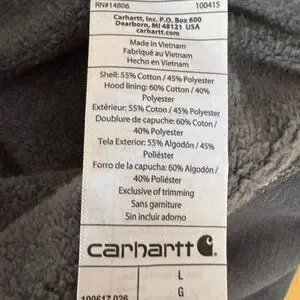 RN#14806 100415
Carhartt, Inc. P.O. Box 600
Dearborn, MI 48121 USA
carhartt.com
Made in Vietnam
Fabriqué au Vietnam
Hecho en Vietnam
Shell: 55% Cotton / 45% Polyester
Hood lining: 60% Cotton / 40%
Polyester
Extérieur: 55% Cotton / 45% Polyester
Doublure de capuche: 60% Coton /
40% Polyester
Tela Exterior: 55% Algodón / 45%
Poliéster
Forro de la capucha: 60% Algodón /
40% Poliéster
Exclusive of trimming
Sans garniture
Sin incluir adorno
carhartt
L
G
100617 026